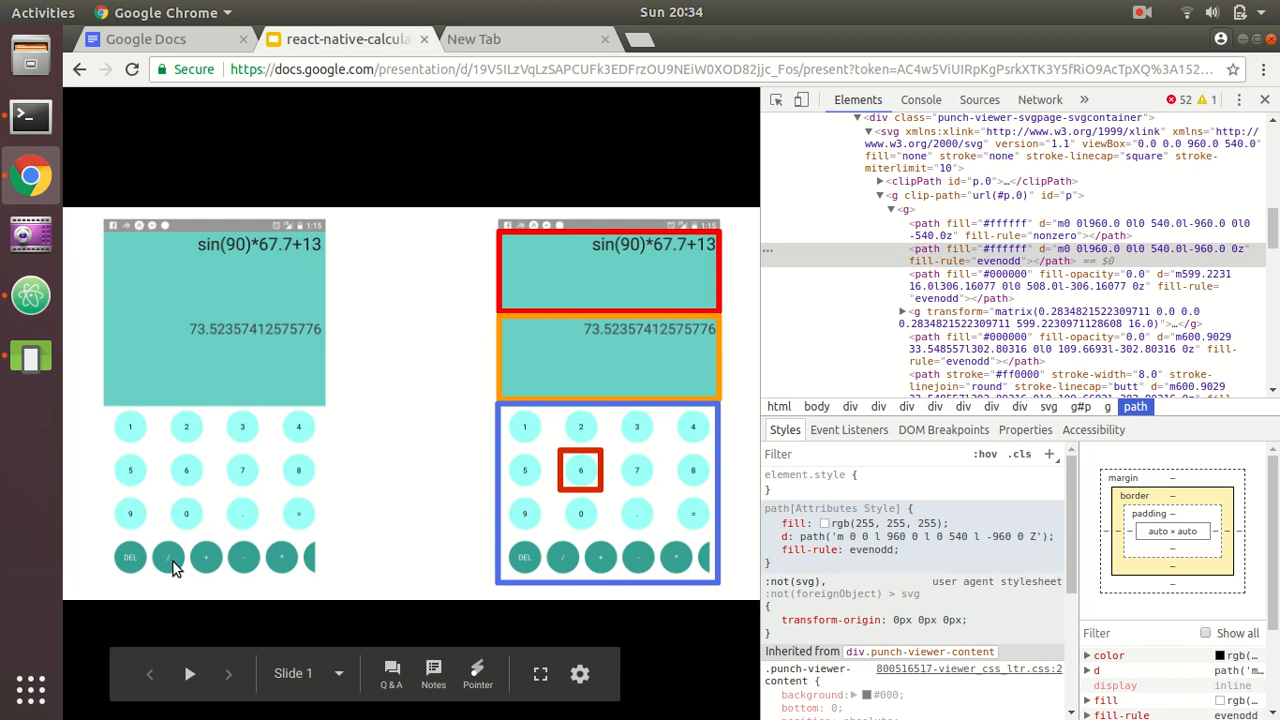 Activities
Google Chrome
Sun 20:34
Google Docs
react-native-calcula
New Tab
Secure
https://docs.google.com/presentation/d/19V5ILzVqLzSAPCUFk3EDFrzOU9NEiW0XOD82jjc_Fos/present?token=AC4w5ViUIRpKgPsrkXTK3Y5fRiO9AcTpXQ%3A152...
Elements
Console
Sources
Network
52
1
<div class="punch-viewer-svgpage-svgcontainer">
<svg xmlns:xlink="http://www.w3.org/1999/xlink" xmlns="http://
www.w3.org/2000/svg" version="1.1" viewBox="0.0 0.0 960.0 540.0"
fill="none" stroke="none" stroke-linecap="square" stroke-
miterlimit="10">
<clipPath id="p.0">…</clipPath>
<g clip-path="url(#p.0)" id="p">
<g>
<path fill="#ffffff" d="m0 0l960.0 0l0 540.0l-960.0 0l0
-540.0z" fill-rule="nonzero"></path>
<path fill="#ffffff" d="m0 0l960.0 0l0 540.0l-960.0 0z"
fill-rule="evenodd"></path> == $0
<path fill="#000000" fill-opacity="0.0" d="m599.2231
16.0l306.16077 0l0 508.0l-306.16077 0z" fill-rule=
"evenodd"></path>
<g transform="matrix(0.2834821522309711 0.0 0.0
0.2834821522309711 599.2230971128608 16.0)">…</g>
<path fill="#000000" fill-opacity="0.0" d="m600.9029
33.548557l302.80316 0l0 109.6693l-302.80316 0z" fill-
rule="evenodd"></path>
<path stroke="#ff0000" stroke-width="8.0" stroke-
linejoin="round" stroke-linecap="butt" d="m600.9029
html body div div div div div div svg g#p g path
Styles
Event Listeners
DOM Breakpoints
Properties
Accessibility
Filter
:hov
.cls
element.style {
}
path[Attributes Style] {
fill: rgb(255, 255, 255);
d: path('m 0 0 l 960 0 l 0 540 l -960 0 Z');
fill-rule: evenodd;
}
:not(svg),
user agent stylesheet
:not(foreignObject) > svg
{
transform-origin: 0px 0px 0px;
}
Inherited from div.punch-viewer-content
.punch-viewer-
800516517-viewer_css_ltr.css:2
content {
background: #000;
bottom: 0;
margin
border
padding
auto × auto
Filter
Show all
color
rgb(…
d
path('m…
display
inline
fill
rgb(…
fill-rule
evenodd
1:15
sin(90)*67.7+13
73.52357412575776
1 2 3 4
5 6 7 8
9 0 . =
DEL / + - *
1:15
sin(90)*67.7+13
73.52357412575776
1 2 3 4
5 6 7 8
9 0 . =
DEL / + - *
Slide 1
Q & A
Notes
Pointer